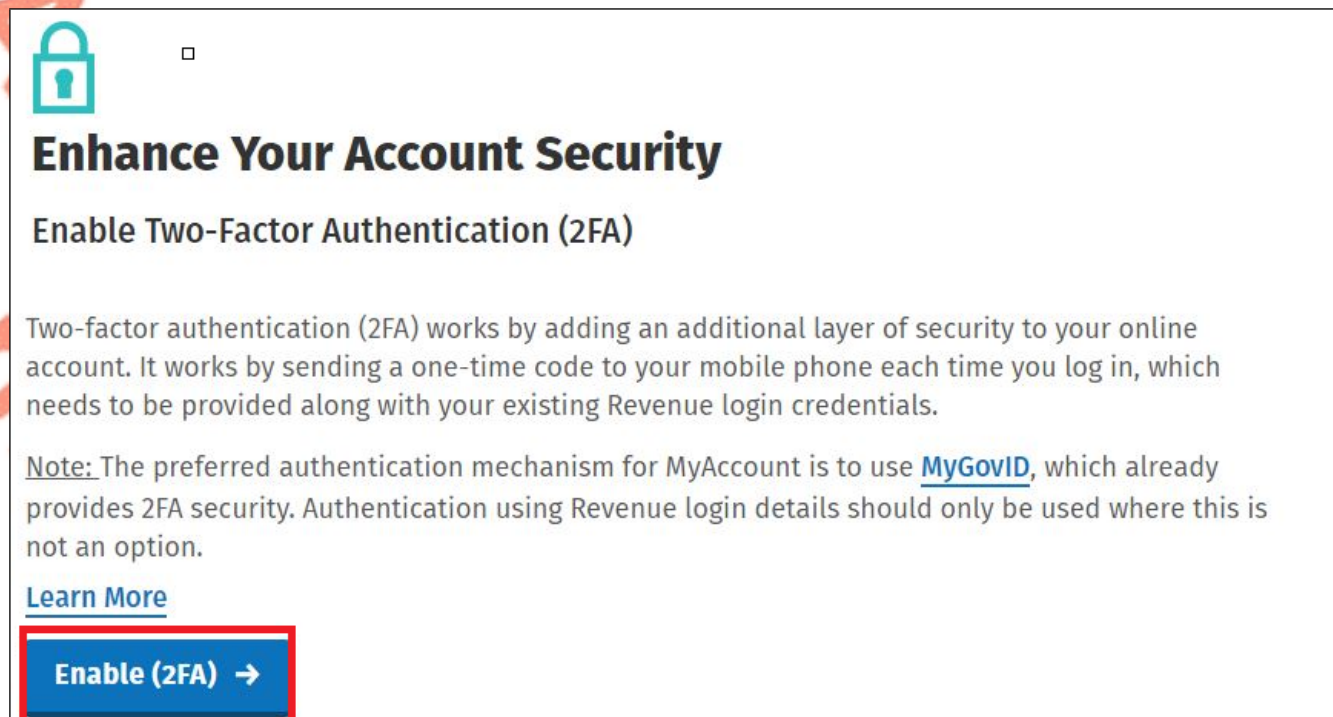 Enhance Your Account Security
Enable Two-Factor Authentication (2FA)
Two-factor authentication (2FA) works by adding an additional layer of security to your online
account. It works by sending a one-time code to your mobile phone each time you log in, which
needs to be provided along with your existing Revenue login credentials.
Note: The preferred authentication mechanism for MyAccount is to use MyGovID, which already
provides 2FA security. Authentication using Revenue login details should only be used where this is
not an option.
Learn More
Enable (2FA) →